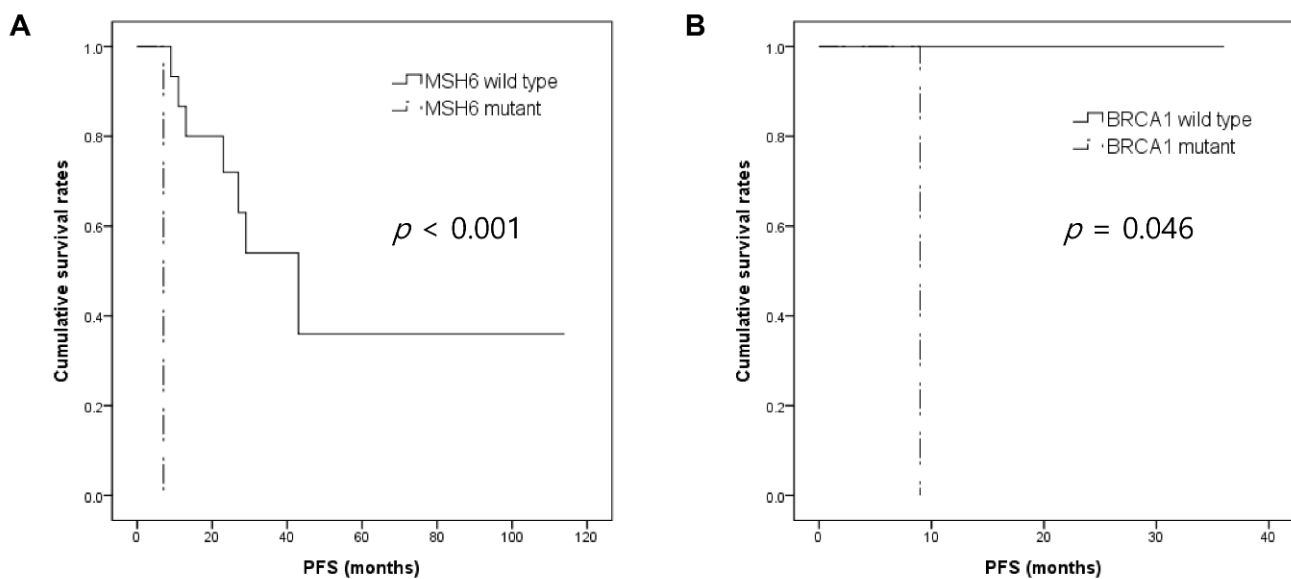 A
1.0
0.8
0.6
0.4
0.2
0.0
Cumulative survival rates
MSH6 wild type
MSH6 mutant
p < 0.001
0 20 40 60 80 100 120
PFS (months)
B
1.0
0.8
0.6
0.4
0.2
0.0
Cumulative survival rates
BRCA1 wild type
BRCA1 mutant
p = 0.046
0 10 20 30 40
PFS (months)